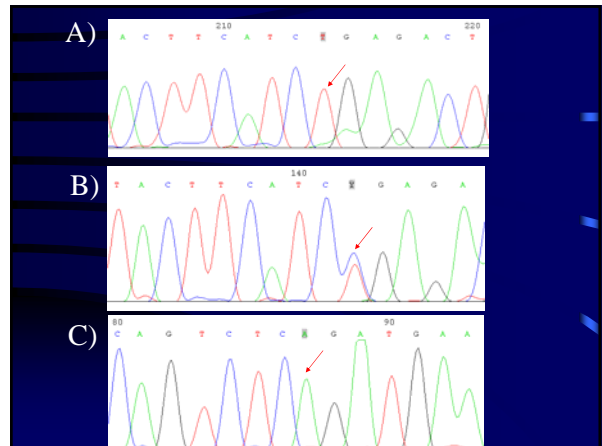 A)
210 220
A C T T C A T C T G A G A C T
B)
140
T A C T T C A T C Y G A G A
C)
80 90
C A G T C T C A G A T G A A